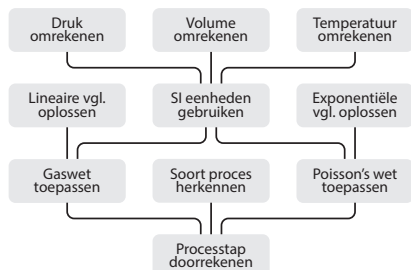 Druk
omrekenen
Volume
omrekenen
Temperatuur
omrekenen
Lineaire vgl.
oplossen
SI eenheden
gebruiken
Exponentiële
vgl. oplossen
Gaswet
toepassen
Soort proces
herkennen
Poisson's wet
toepassen
Processtap
doorrekenen